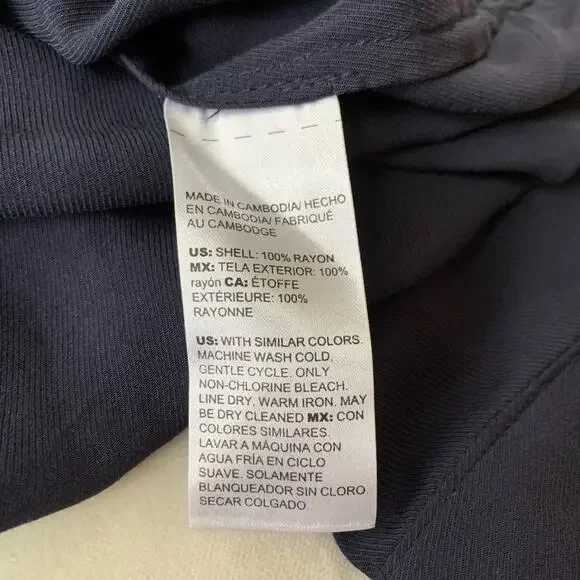 MADE IN CAMBODIA/ HECHO
EN CAMBODIA/ FABRIQUÉ
AU CAMBODGE
US: SHELL: 100% RAYON
MX: TELA EXTERIOR: 100%
rayón CA: ÉTOFFE
EXTÉRIEURE: 100%
RAYONNE
US: WITH SIMILAR COLORS.
MACHINE WASH COLD,
GENTLE CYCLE. ONLY
NON-CHLORINE BLEACH.
LINE DRY. WARM IRON. MAY
BE DRY CLEANED MX: CON
COLORES SIMILARES.
LAVAR A MÁQUINA CON
AGUA FRÍA EN CICLO
SUAVE. SOLAMENTE
BLANQUEADOR SIN CLORO.
SECAR COLGADO.